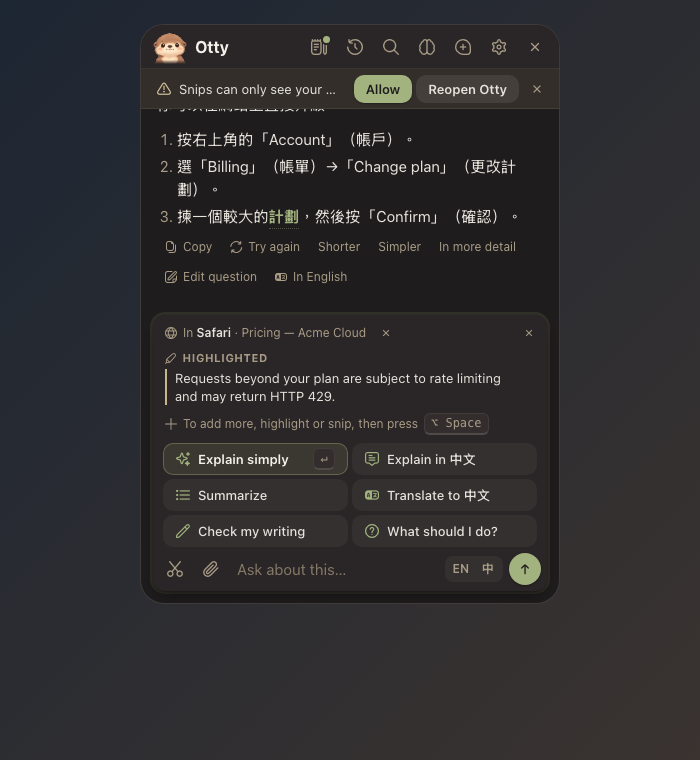 Otty
Snips can only see your ...
Allow
Reopen Otty
1. 按右上角的「Account」（帳戶）。
2. 選「Billing」（帳單）→「Change plan」（更改計
劃）。
3. 揀一個較大的計劃，然後按「Confirm」（確認）。
Copy
Try again
Shorter
Simpler
In more detail
Edit question
In English
In Safari · Pricing — Acme Cloud
HIGHLIGHTED
Requests beyond your plan are subject to rate limiting
and may return HTTP 429.
To add more, highlight or snip, then press ⌥ Space
Explain simply
Explain in 中文
Summarize
Translate to 中文
Check my writing
What should I do?
Ask about this...
EN 中